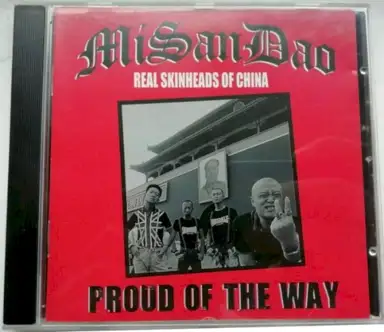 MiSanDao
REAL SKINHEADS OF CHINA
PROUD OF THE WAY